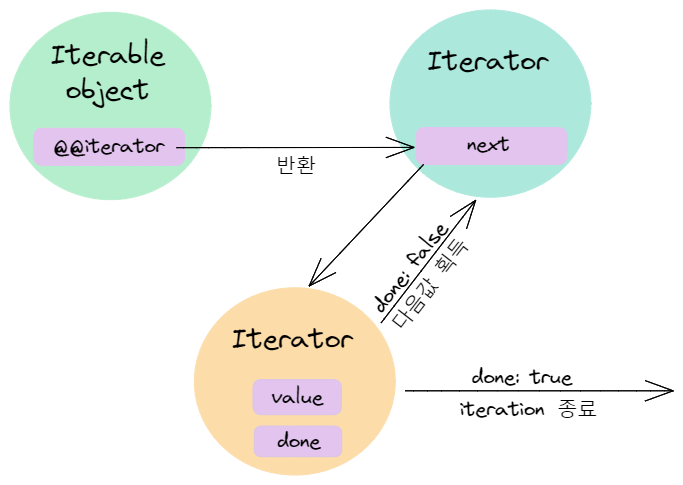 Iterable
object
@@iterator
반환
Iterator
next
done: false
다음값 획득
Iterator
value
done
done: true
iteration 종료